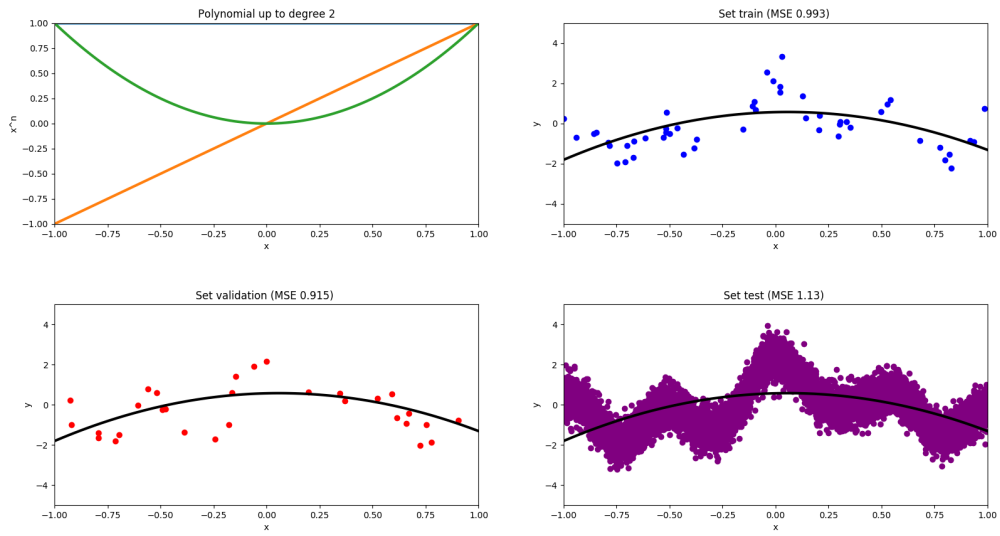 Polynomial up to degree 2
1.00
0.75
0.50
0.25
0.00
−0.25
−0.50
−0.75
−1.00
x^n
−1.00 −0.75 −0.50 −0.25 0.00 0.25 0.50 0.75 1.00
x
Set train (MSE 0.993)
4
2
0
−2
−4
y
−1.00 −0.75 −0.50 −0.25 0.00 0.25 0.50 0.75 1.00
x
Set validation (MSE 0.915)
4
2
0
−2
−4
y
−1.00 −0.75 −0.50 −0.25 0.00 0.25 0.50 0.75 1.00
x
Set test (MSE 1.13)
4
2
0
−2
−4
y
−1.00 −0.75 −0.50 −0.25 0.00 0.25 0.50 0.75 1.00
x